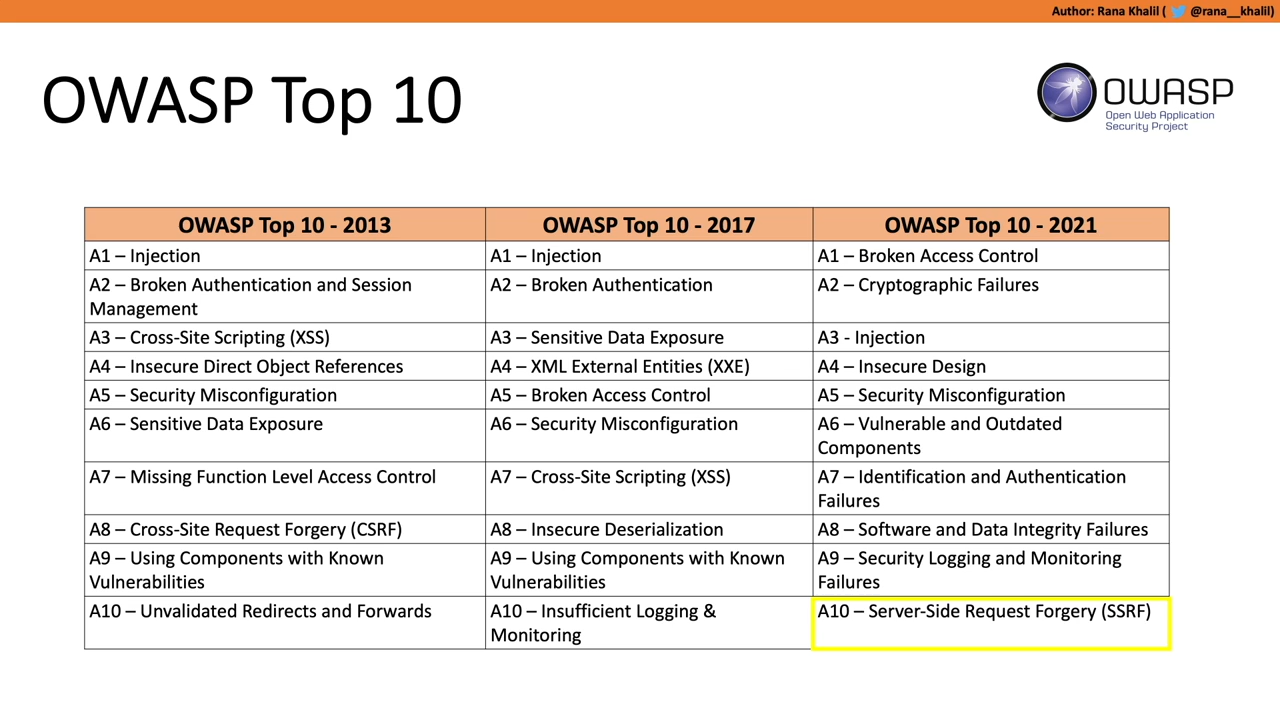 Author: Rana Khalil ( @rana__khalil)
OWASP Top 10
OWASP
Open Web Application
Security Project
OWASP Top 10 - 2013
OWASP Top 10 - 2017
OWASP Top 10 - 2021
A1 – Injection
A1 – Injection
A1 – Broken Access Control
A2 – Broken Authentication and Session
Management
A2 – Broken Authentication
A2 – Cryptographic Failures
A3 – Cross-Site Scripting (XSS)
A3 – Sensitive Data Exposure
A3 - Injection
A4 – Insecure Direct Object References
A4 – XML External Entities (XXE)
A4 – Insecure Design
A5 – Security Misconfiguration
A5 – Broken Access Control
A5 – Security Misconfiguration
A6 – Sensitive Data Exposure
A6 – Security Misconfiguration
A6 – Vulnerable and Outdated
Components
A7 – Missing Function Level Access Control
A7 – Cross-Site Scripting (XSS)
A7 – Identification and Authentication
Failures
A8 – Cross-Site Request Forgery (CSRF)
A8 – Insecure Deserialization
A8 – Software and Data Integrity Failures
A9 – Using Components with Known
Vulnerabilities
A9 – Using Components with Known
Vulnerabilities
A9 – Security Logging and Monitoring
Failures
A10 – Unvalidated Redirects and Forwards
A10 – Insufficient Logging &
Monitoring
A10 – Server-Side Request Forgery (SSRF)